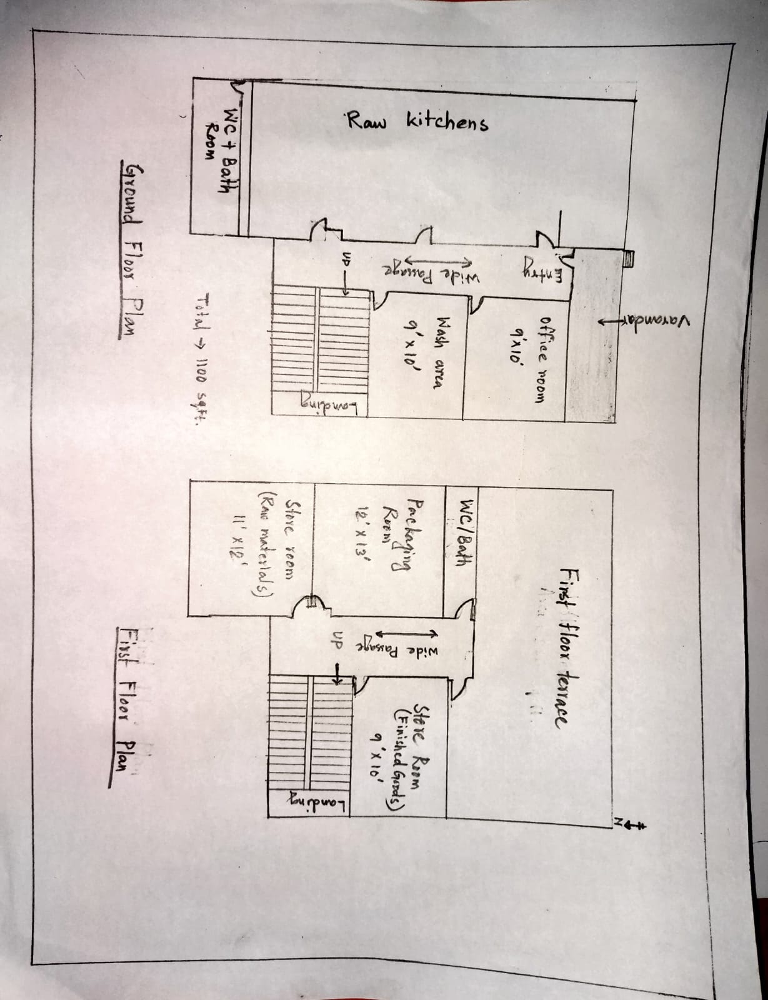 Raw kitchens
WC + Bath
Room
Entry
Wide Passage
UP
Varandar
Office room
9'x10'
Wash area
9' x 10'
Landing
Ground Floor Plan
Total → 1100 sqft.
First floor terrace
WC/Bath
Packaging
Room
12' x 13'
Store room
(Raw materials)
11' x 12'
Wide
Passage
UP
Store Room
(Finished Goods)
9' x 10'
Landing
First Floor Plan
N